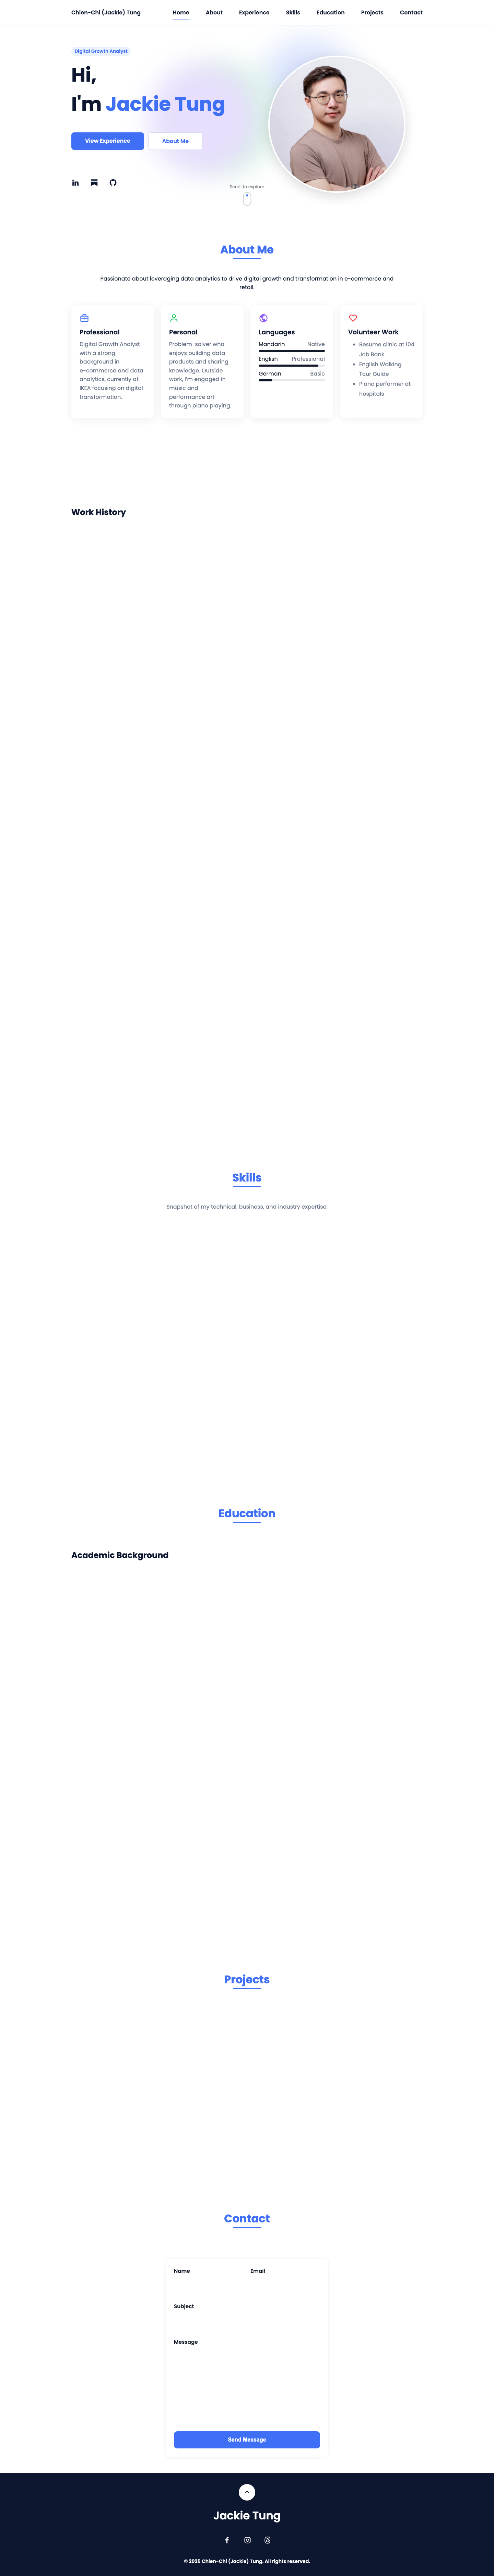 Chien-Chi (Jackie) Tung
Home About Experience Skills Education Projects Contact
Digital Growth Analyst
Hi,
I'm Jackie Tung
View Experience About Me
Scroll to explore
About Me
Passionate about leveraging data analytics to drive digital growth and transformation in e-commerce and
retail.
Professional
Digital Growth Analyst
with a strong
background in
e-commerce and data
analytics, currently at
IKEA focusing on digital
transformation.
Personal
Problem-solver who
enjoys building data
products and sharing
knowledge. Outside
work, I'm engaged in
music and
performance art
through piano playing.
Languages
Mandarin Native
English Professional
German Basic
Volunteer Work
Resume clinic at 104
Job Bank
English Walking
Tour Guide
Piano performer at
hospitals
Work History
Skills
Snapshot of my technical, business, and industry expertise.
Education
Academic Background
Projects
Contact
Name Email
Subject
Message
Send Message
Jackie Tung
© 2025 Chien-Chi (Jackie) Tung. All rights reserved.